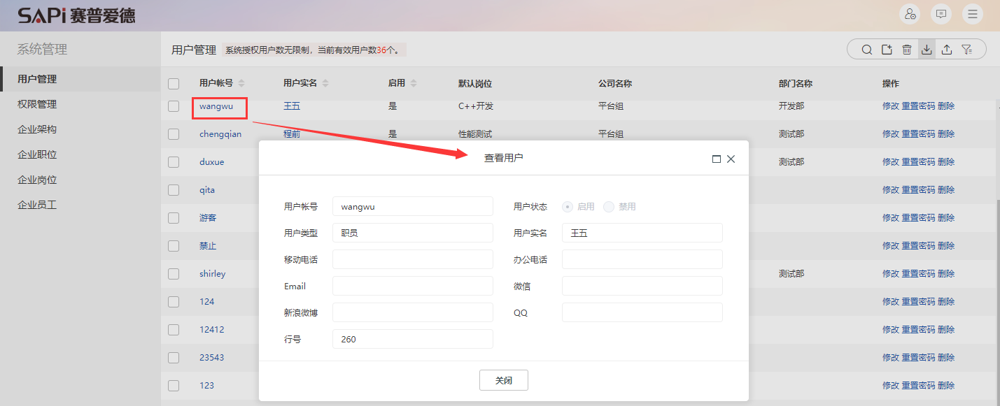 SAPi 赛普爱德
系统管理
用户管理 系统授权用户数无限制，当前有效用户数36个。
用户管理
权限管理
企业架构
企业职位
企业岗位
企业员工
用户帐号 用户实名 启用 默认岗位 公司名称 部门名称 操作
wangwu 王五 是 C++开发 平台组 开发部 修改 重置密码 删除
chengqian 程前 是 性能测试 平台组 测试部 修改 重置密码 删除
duxue 测试部 修改 重置密码 删除
qita 修改 重置密码 删除
游客 修改 重置密码 删除
禁止 修改 重置密码 删除
shirley 测试部 修改 重置密码 删除
124 修改 重置密码 删除
12412 修改 重置密码 删除
23543 修改 重置密码 删除
123 修改 重置密码 删除
查看用户
用户帐号 wangwu 用户状态 启用 禁用
用户类型 职员 用户实名 王五
移动电话 办公电话
Email 微信
新浪微博 QQ
行号 260
关闭